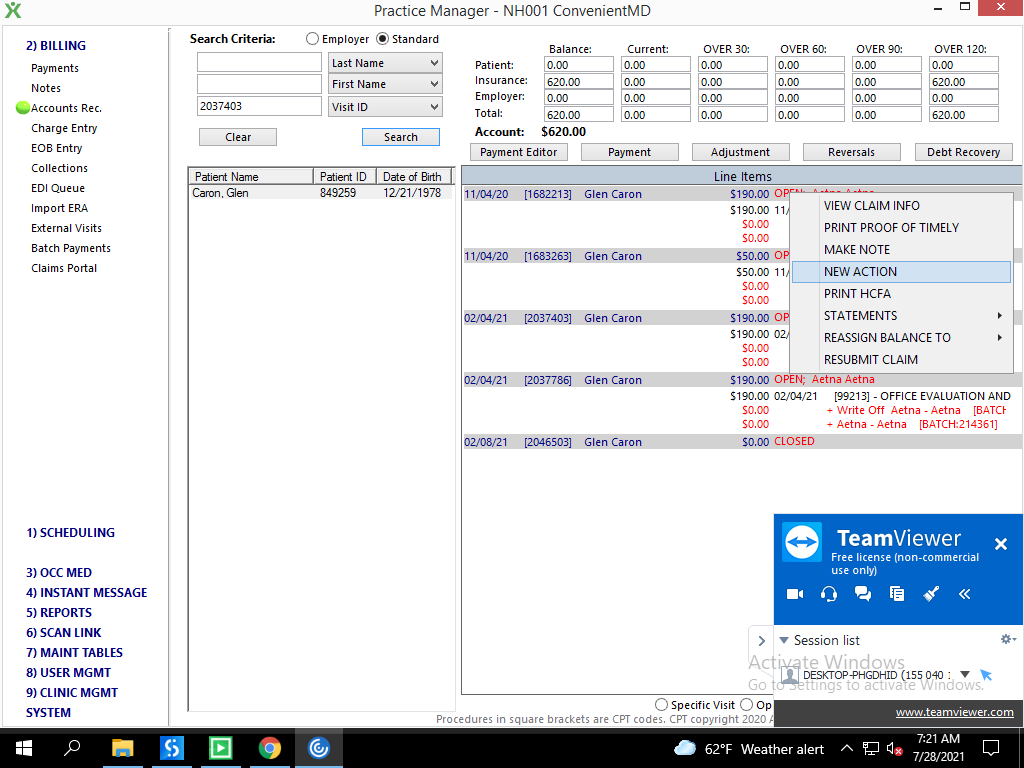 Practice Manager - NH001 ConvenientMD
2) BILLING
Payments
Notes
Accounts Rec.
Charge Entry
EOB Entry
Collections
EDI Queue
Import ERA
External Visits
Batch Payments
Claims Portal
1) SCHEDULING
3) OCC MED
4) INSTANT MESSAGE
5) REPORTS
6) SCAN LINK
7) MAINT TABLES
8) USER MGMT
9) CLINIC MGMT
SYSTEM
Search Criteria: Employer Standard
Last Name
First Name
2037403 Visit ID
Clear Search
Balance: Current: OVER 30: OVER 60: OVER 90: OVER 120:
Patient: 0.00 0.00 0.00 0.00 0.00 0.00
Insurance: 620.00 0.00 0.00 0.00 0.00 620.00
Employer: 0.00 0.00 0.00 0.00 0.00 0.00
Total: 620.00 0.00 0.00 0.00 0.00 620.00
Account: $620.00
Payment Editor Payment Adjustment Reversals Debt Recovery
Patient Name Patient ID Date of Birth
Caron, Glen 849259 12/21/1978
Line Items
11/04/20 [1682213] Glen Caron $190.00 OPEN; Aetna Aetna
$190.00 11/
$0.00
$0.00
11/04/20 [1683263] Glen Caron $50.00 OP
$50.00 11/
$0.00
$0.00
02/04/21 [2037403] Glen Caron $190.00 OP
$190.00 02/
$0.00
$0.00
02/04/21 [2037786] Glen Caron $190.00 OPEN; Aetna Aetna
$190.00 02/04/21 [99213] - OFFICE EVALUATION AND
$0.00 + Write Off Aetna - Aetna [BATCH
$0.00 + Aetna - Aetna [BATCH:214361]
02/08/21 [2046503] Glen Caron $0.00 CLOSED
VIEW CLAIM INFO
PRINT PROOF OF TIMELY
MAKE NOTE
NEW ACTION
PRINT HCFA
STATEMENTS
REASSIGN BALANCE TO
RESUBMIT CLAIM
TeamViewer
Free license (non-commercial
use only)
Session list
DESKTOP-PHGDHID (155 040 :
www.teamviewer.com
Activate Windows
Go to Settings to activate Windows.
Specific Visit Op
Procedures in square brackets are CPT codes. CPT copyright 2020 A
62°F Weather alert
7:21 AM
7/28/2021